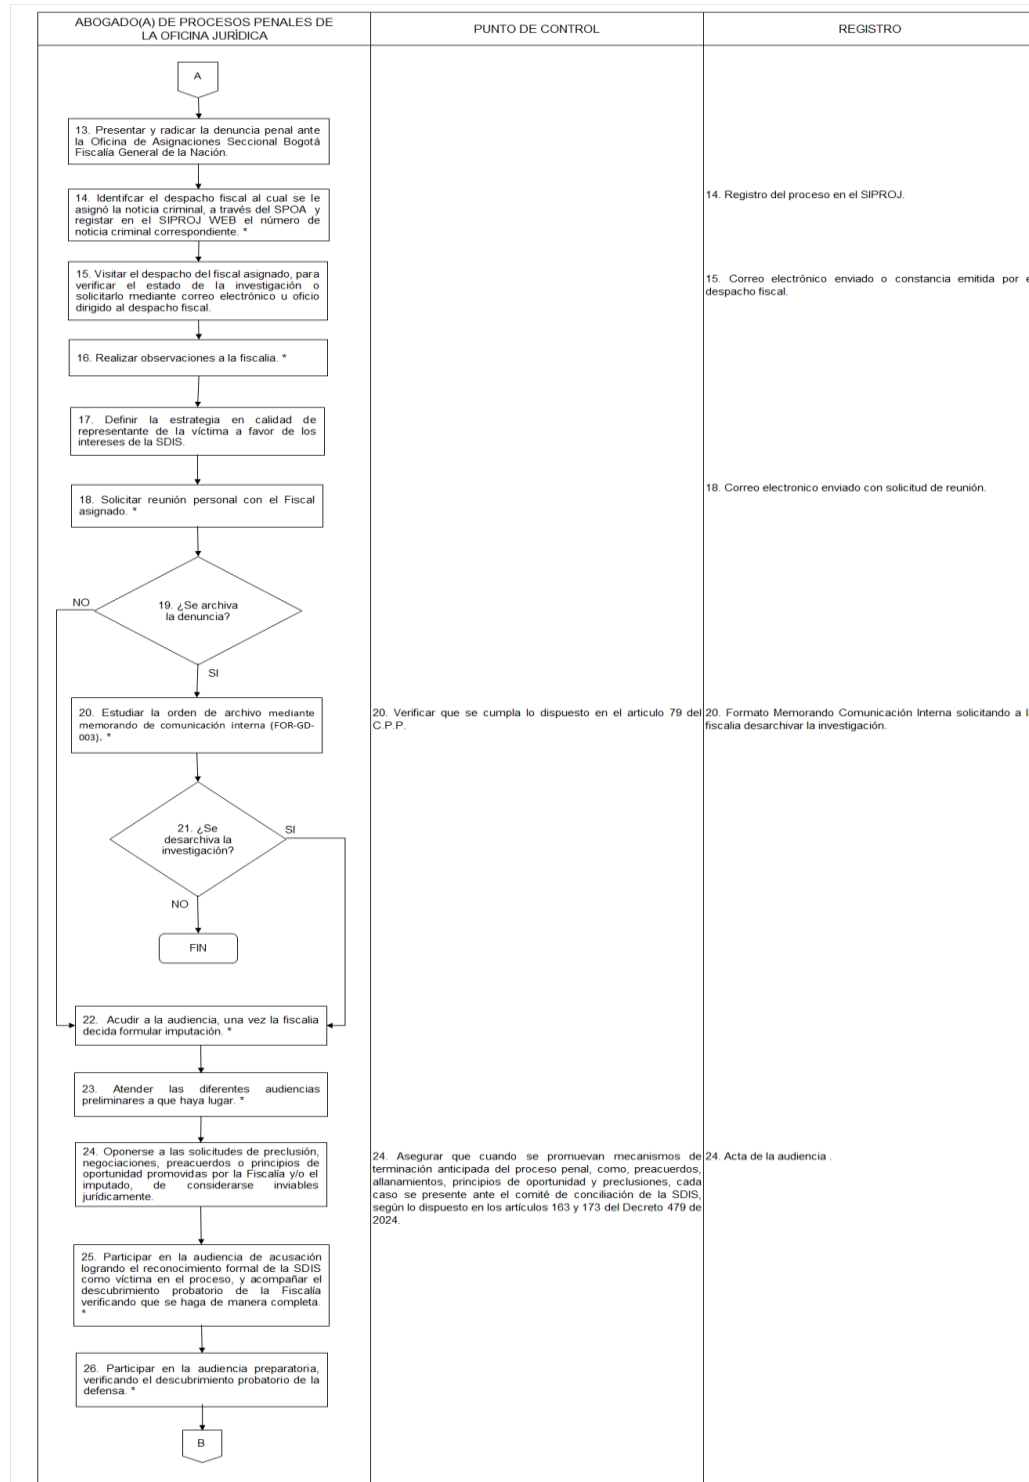 ABOGADO(A) DE PROCESOS PENALES DE
LA OFICINA JURÍDICA
PUNTO DE CONTROL
REGISTRO
A
13. Presentar y radicar la denuncia penal ante
la Oficina de Asignaciones Seccional Bogotá
Fiscalía General de la Nación.
14. Identifcar el despacho fiscal al cual se le
asignó la noticia criminal, a través del SPOA y
registar en el SIPROJ WEB el número de
noticia criminal correspondiente. *
14. Registro del proceso en el SIPROJ.
15. Visitar el despacho del fiscal asignado, para
verificar el estado de la investigación o
solicitarlo mediante correo electrónico u oficio
dirigido al despacho fiscal.
15. Correo electrónico enviado o constancia emitida por e
despacho fiscal.
16. Realizar observaciones a la fiscalia. *
17. Definir la estrategia en calidad de
representante de la víctima a favor de los
intereses de la SDIS.
18. Solicitar reunión personal con el Fiscal
asignado. *
18. Correo electronico enviado con solicitud de reunión.
19. ¿Se archiva
la denuncia?
NO
SI
20. Estudiar la orden de archivo mediante
memorando de comunicación interna (FOR-GD-
003). *
20. Verificar que se cumpla lo dispuesto en el articulo 79 del
C.P.P.
20. Formato Memorando Comunicación Interna solicitando a l
fiscalia desarchivar la investigación.
21. ¿Se
desarchiva la
investigación?
SI
NO
FIN
22. Acudir a la audiencia, una vez la fiscalia
decida formular imputación. *
23. Atender las diferentes audiencias
preliminares a que haya lugar. *
24. Oponerse a las solicitudes de preclusión,
negociaciones, preacuerdos o principios de
oportunidad promovidas por la Fiscalía y/o el
imputado, de considerarse inviables
jurídicamente.
24. Asegurar que cuando se promuevan mecanismos de
terminación anticipada del proceso penal, como, preacuerdos,
allanamientos, principios de oportunidad y preclusiones, cada
caso se presente ante el comité de conciliación de la SDIS,
según lo dispuesto en los artículos 163 y 173 del Decreto 479 de
2024.
24. Acta de la audiencia .
25. Participar en la audiencia de acusación
logrando el reconocimiento formal de la SDIS
como víctima en el proceso, y acompañar el
descubrimiento probatorio de la Fiscalía
verificando que se haga de manera completa.
*
26. Participar en la audiencia preparatoria,
verificando el descubrimiento probatorio de la
defensa. *
B